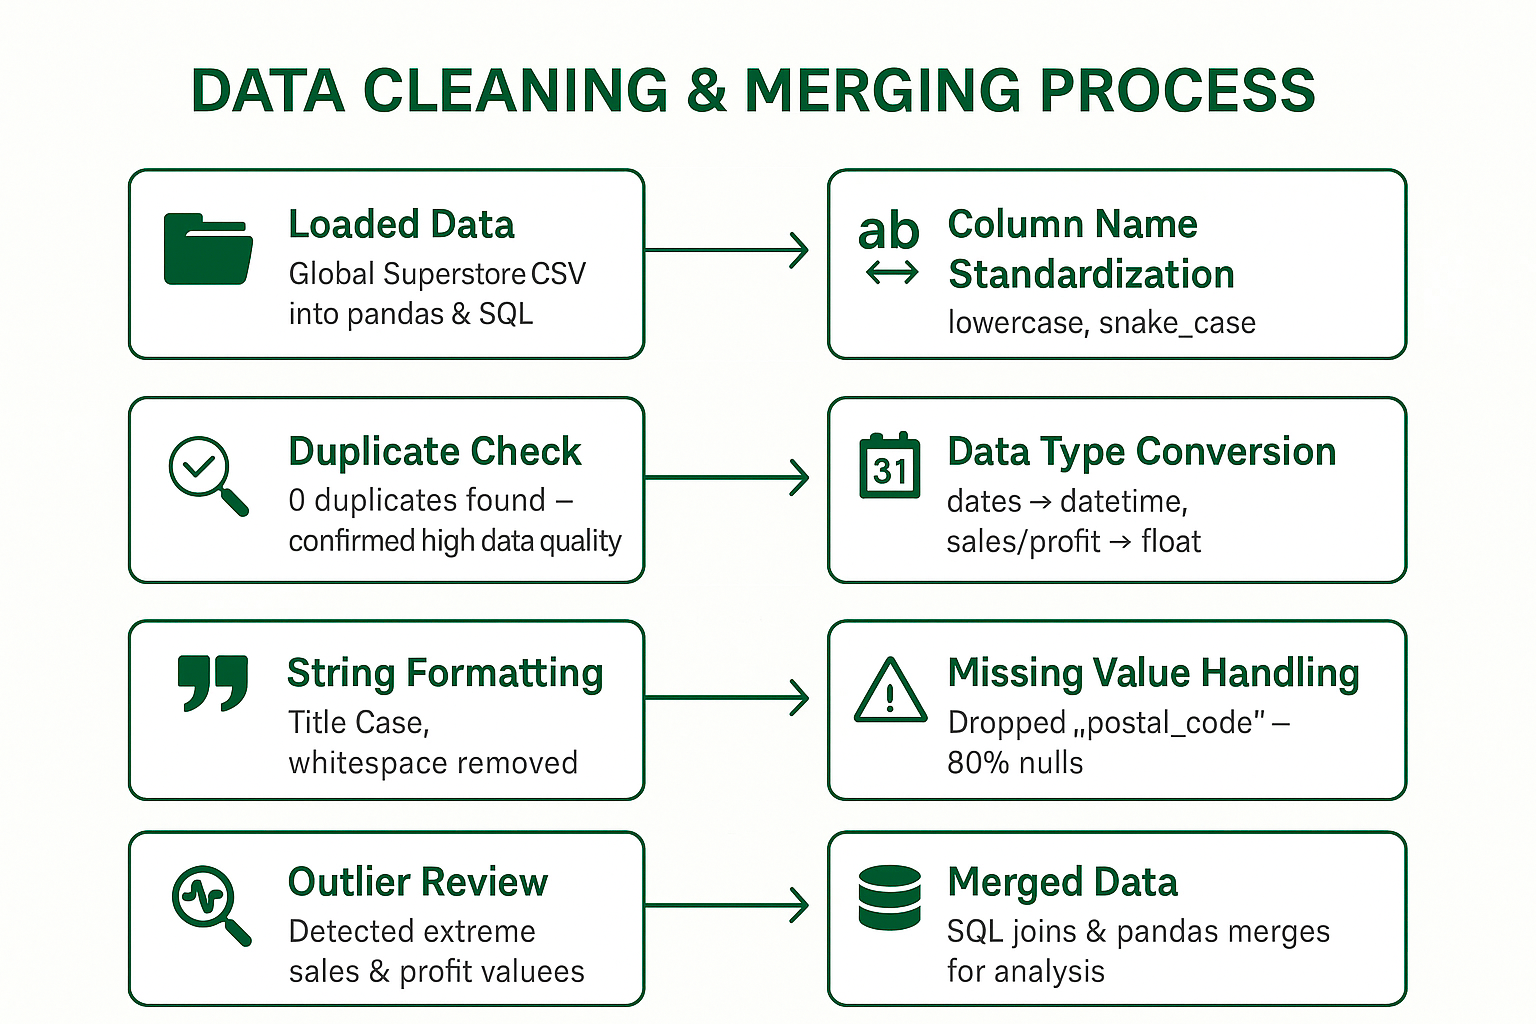 DATA CLEANING & MERGING PROCESS
Loaded Data
Global Superstore CSV
into pandas & SQL
ab
Column Name
Standardization
lowercase, snake_case
Duplicate Check
0 duplicates found –
confirmed high data quality
31
Data Type Conversion
dates → datetime,
sales/profit → float
String Formatting
Title Case,
whitespace removed
Missing Value Handling
Dropped „postal_code” –
80% nulls
Outlier Review
Detected extreme
sales & profit valuees
Merged Data
SQL joins & pandas merges
for analysis